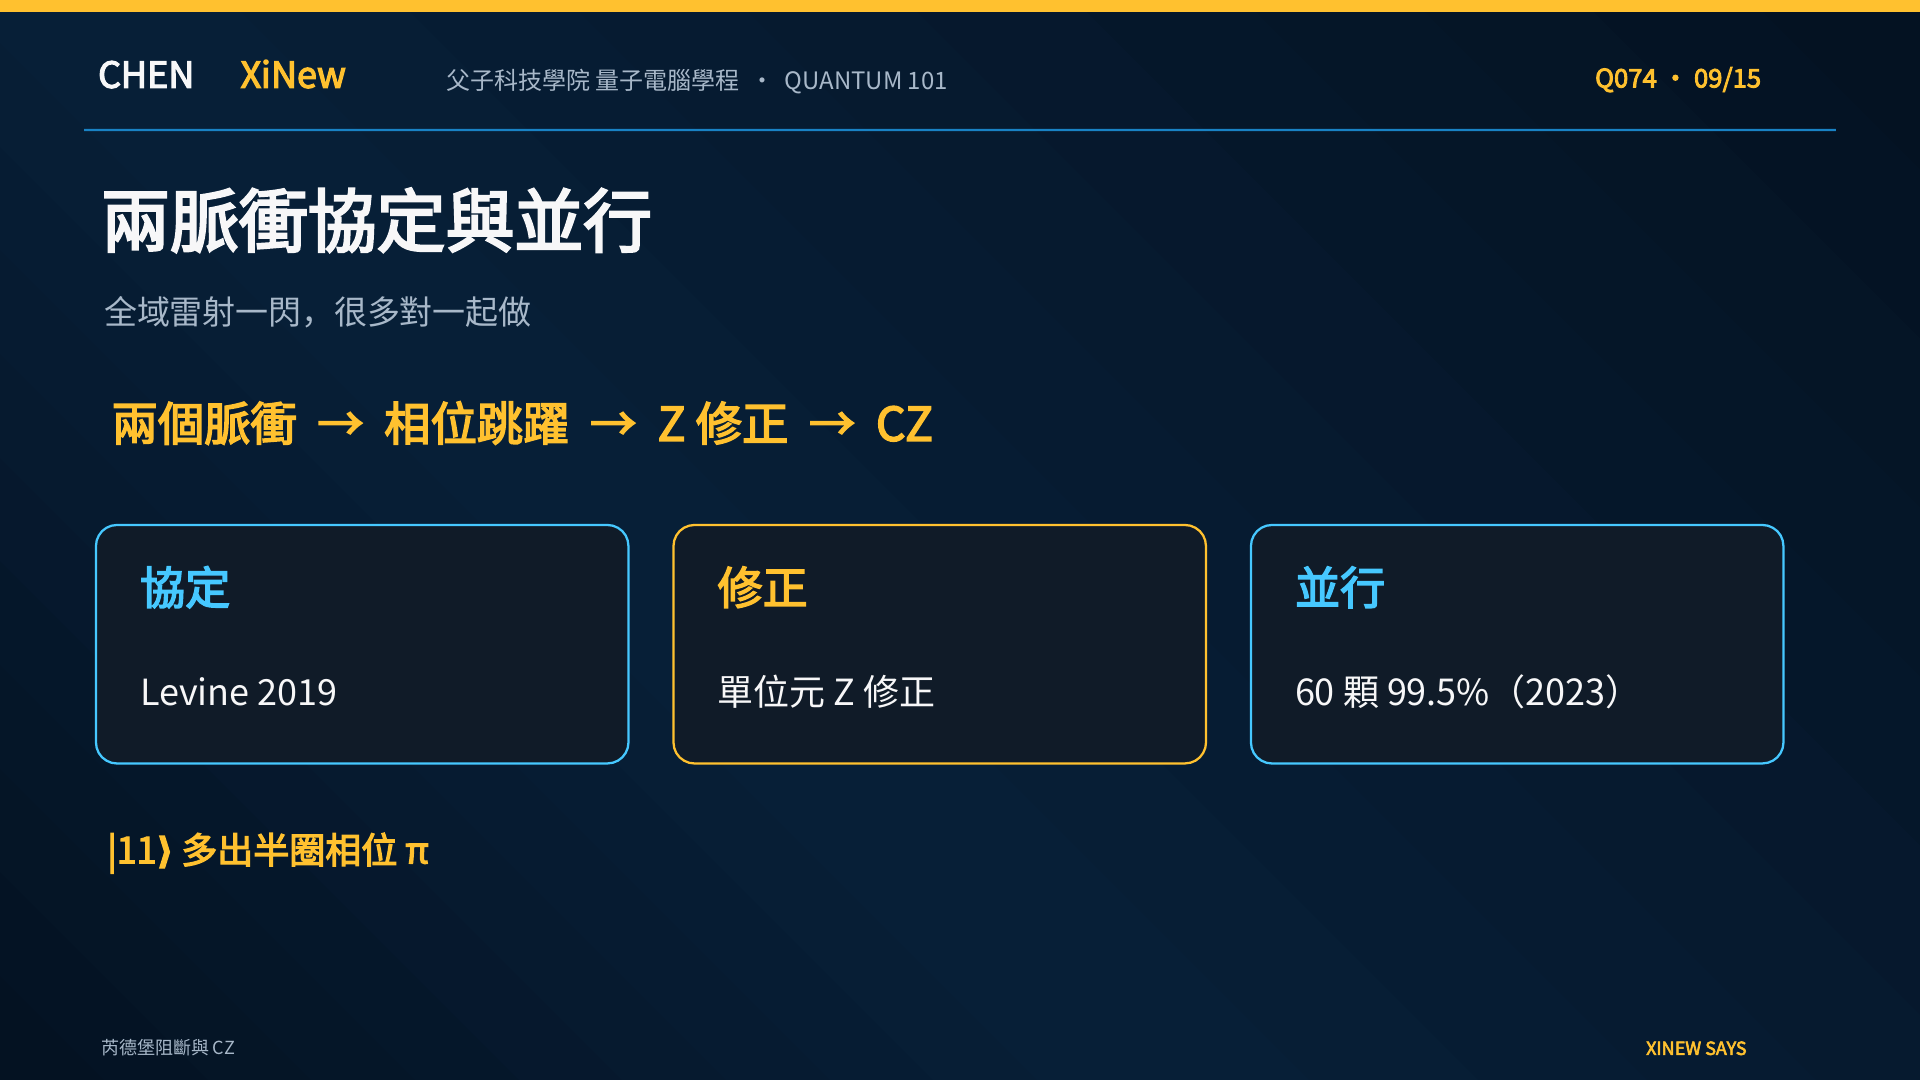 CHEN XiNew 父子科技學院 量子電腦學程 · QUANTUM 101
Q074 · 09/15
兩脈衝協定與並行
全域雷射一閃，很多對一起做
兩個脈衝 → 相位跳躍 → Z 修正 → CZ
協定
Levine 2019
修正
單位元 Z 修正
並行
60 顆 99.5%（2023）
|11⟩ 多出半圈相位 π
芮德堡阻斷與 CZ
XINEW SAYS